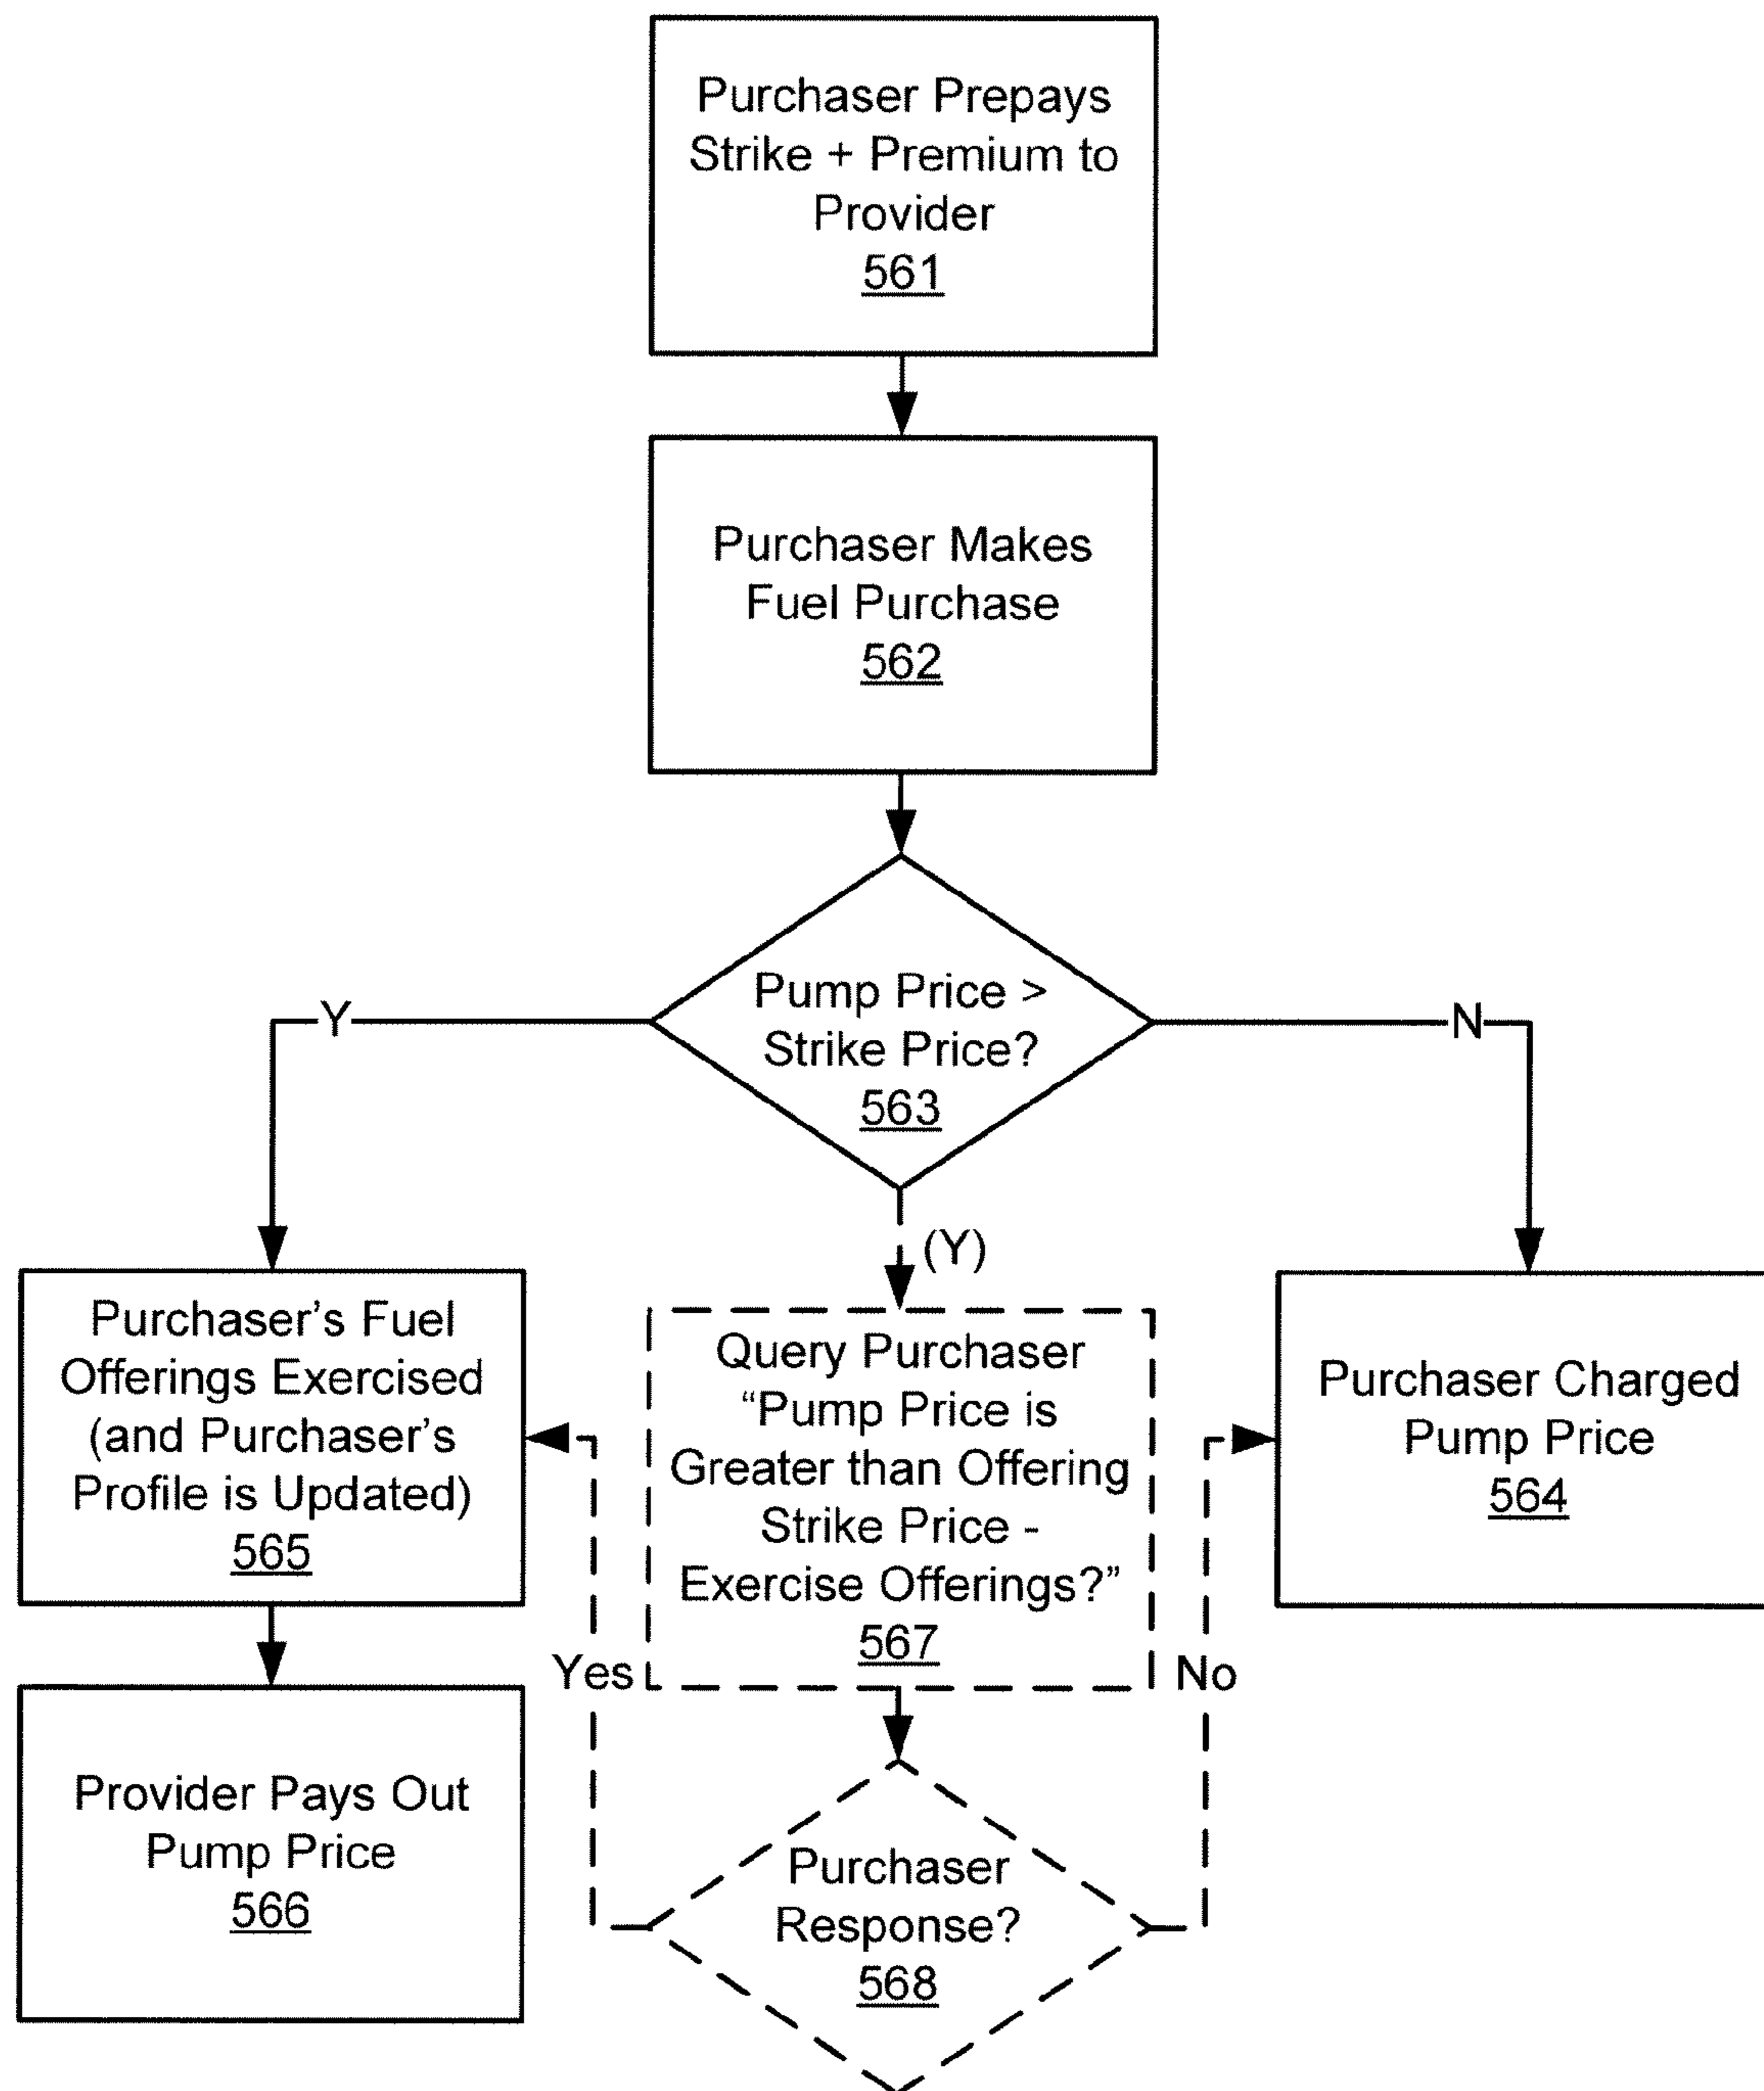 Purchaser Prepays
Strike + Premium to
Provider
561
Purchaser Makes
Fuel Purchase
562
Pump Price >
Strike Price?
563
Y
N
(Y)
Purchaser’s Fuel
Offerings Exercised
(and Purchaser’s
Profile is Updated)
565
Query Purchaser
“Pump Price is
Greater than Offering
Strike Price -
Exercise Offerings?”
567
Purchaser Charged
Pump Price
564
Yes
No
Provider Pays Out
Pump Price
566
Purchaser
Response?
568